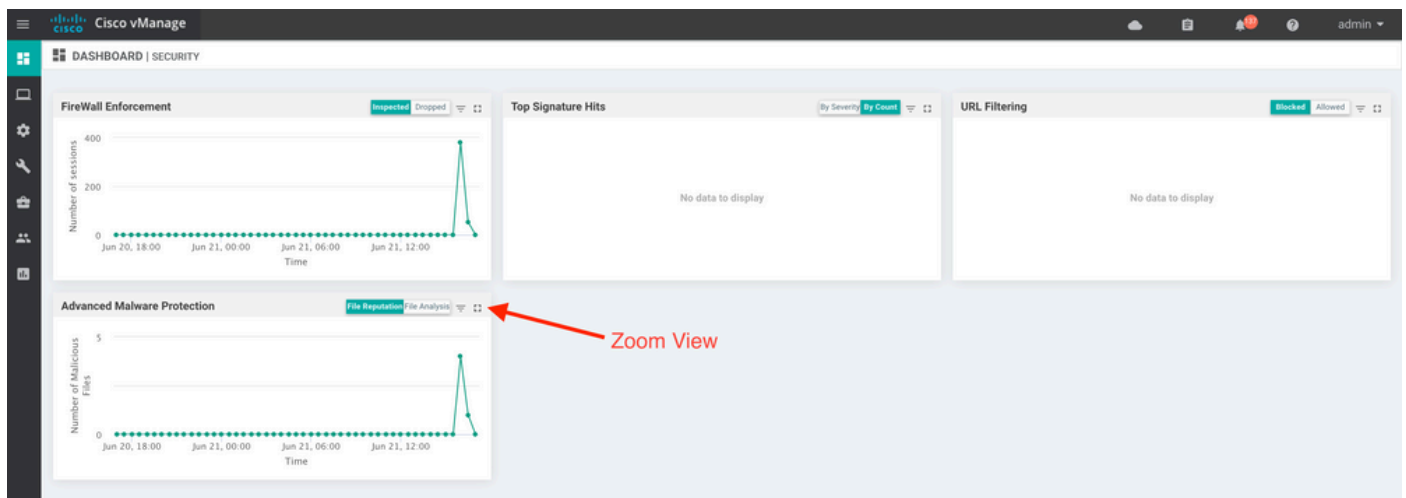 cisco Cisco vManage
137
admin
DASHBOARD | SECURITY
FireWall Enforcement
Inspected Dropped
Number of sessions
400
200
0
Jun 20, 18:00 Jun 21, 00:00 Jun 21, 06:00 Jun 21, 12:00
Time
Top Signature Hits
By Severity By Count
No data to display
URL Filtering
Blocked Allowed
No data to display
Advanced Malware Protection
File Reputation File Analysis
Number of Malicious
Files
5
0
Jun 20, 18:00 Jun 21, 00:00 Jun 21, 06:00 Jun 21, 12:00
Time
Zoom View